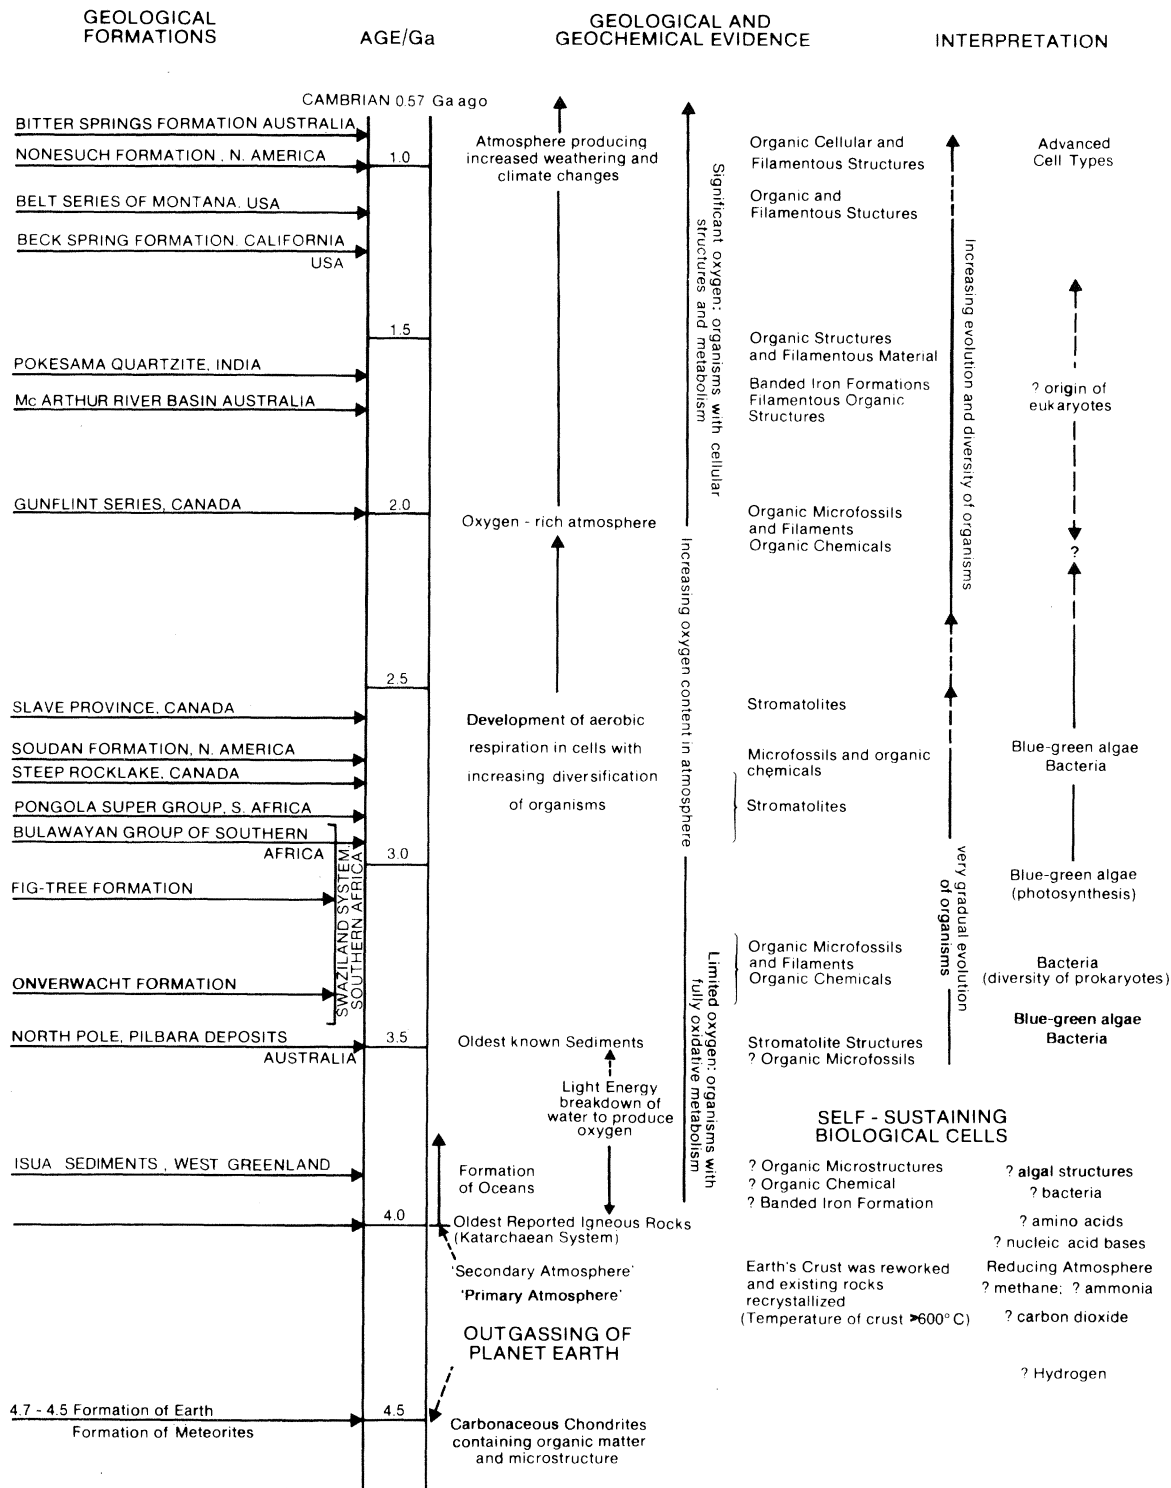 GEOLOGICAL
FORMATIONS
AGE/Ga
GEOLOGICAL AND
GEOCHEMICAL EVIDENCE
INTERPRETATION
CAMBRIAN 0.57 Ga ago
BITTER SPRINGS FORMATION AUSTRALIA
NONESUCH FORMATION, N. AMERICA
BELT SERIES OF MONTANA, USA
BECK SPRING FORMATION, CALIFORNIA
USA
POKESAMA QUARTZITE, INDIA
Mc ARTHUR RIVER BASIN AUSTRALIA
GUNFLINT SERIES, CANADA
SLAVE PROVINCE, CANADA
SOUDAN FORMATION, N. AMERICA
STEEP ROCKLAKE, CANADA
PONGOLA SUPER GROUP, S. AFRICA
BULAWAYAN GROUP OF SOUTHERN
AFRICA
FIG-TREE FORMATION
ONVERWACHT FORMATION
SWAZILAND SYSTEM,
SOUTHERN AFRICA
NORTH POLE, PILBARA DEPOSITS
AUSTRALIA
ISUA SEDIMENTS, WEST GREENLAND
4.7 - 4.5 Formation of Earth
Formation of Meteorites
1.0
1.5
2.0
2.5
3.0
3.5
4.0
4.5
Atmosphere producing
increased weathering and
climate changes
Oxygen - rich atmosphere
Development of aerobic
respiration in cells with
increasing diversification
of organisms
Oldest known Sediments
Light Energy
breakdown of
water to produce
oxygen
Formation
of Oceans
Oldest Reported Igneous Rocks
(Katarchaean System)
'Secondary Atmosphere'
'Primary Atmosphere'
OUTGASSING OF
PLANET EARTH
Carbonaceous Chondrites
containing organic matter
and microstructure
Significant oxygen: organisms with cellular
structures and metabolism
Increasing oxygen content in atmosphere
Limited oxygen: organisms with
fully oxidative metabolism
Organic Cellular and
Filamentous Structures
Organic and
Filamentous Stuctures
Organic Structures
and Filamentous Material
Banded Iron Formations
Filamentous Organic
Structures
Organic Microfossils
and Filaments
Organic Chemicals
Stromatolites
Microfossils and organic
chemicals
Stromatolites
Organic Microfossils
and Filaments
Organic Chemicals
Stromatolite Structures
? Organic Microfossils
SELF - SUSTAINING
BIOLOGICAL CELLS
? Organic Microstructures
? Organic Chemical
? Banded Iron Formation
Earth's Crust was reworked
and existing rocks
recrystallized
(Temperature of crust >600°C)
Increasing evolution and diversity of organisms
very gradual evolution
of organisms
Advanced
Cell Types
? origin of
eukaryotes
?
Blue-green algae
Bacteria
Blue-green algae
(photosynthesis)
Bacteria
(diversity of prokaryotes)
Blue-green algae
Bacteria
? algal structures
? bacteria
? amino acids
? nucleic acid bases
Reducing Atmosphere
? methane; ? ammonia
? carbon dioxide
? Hydrogen